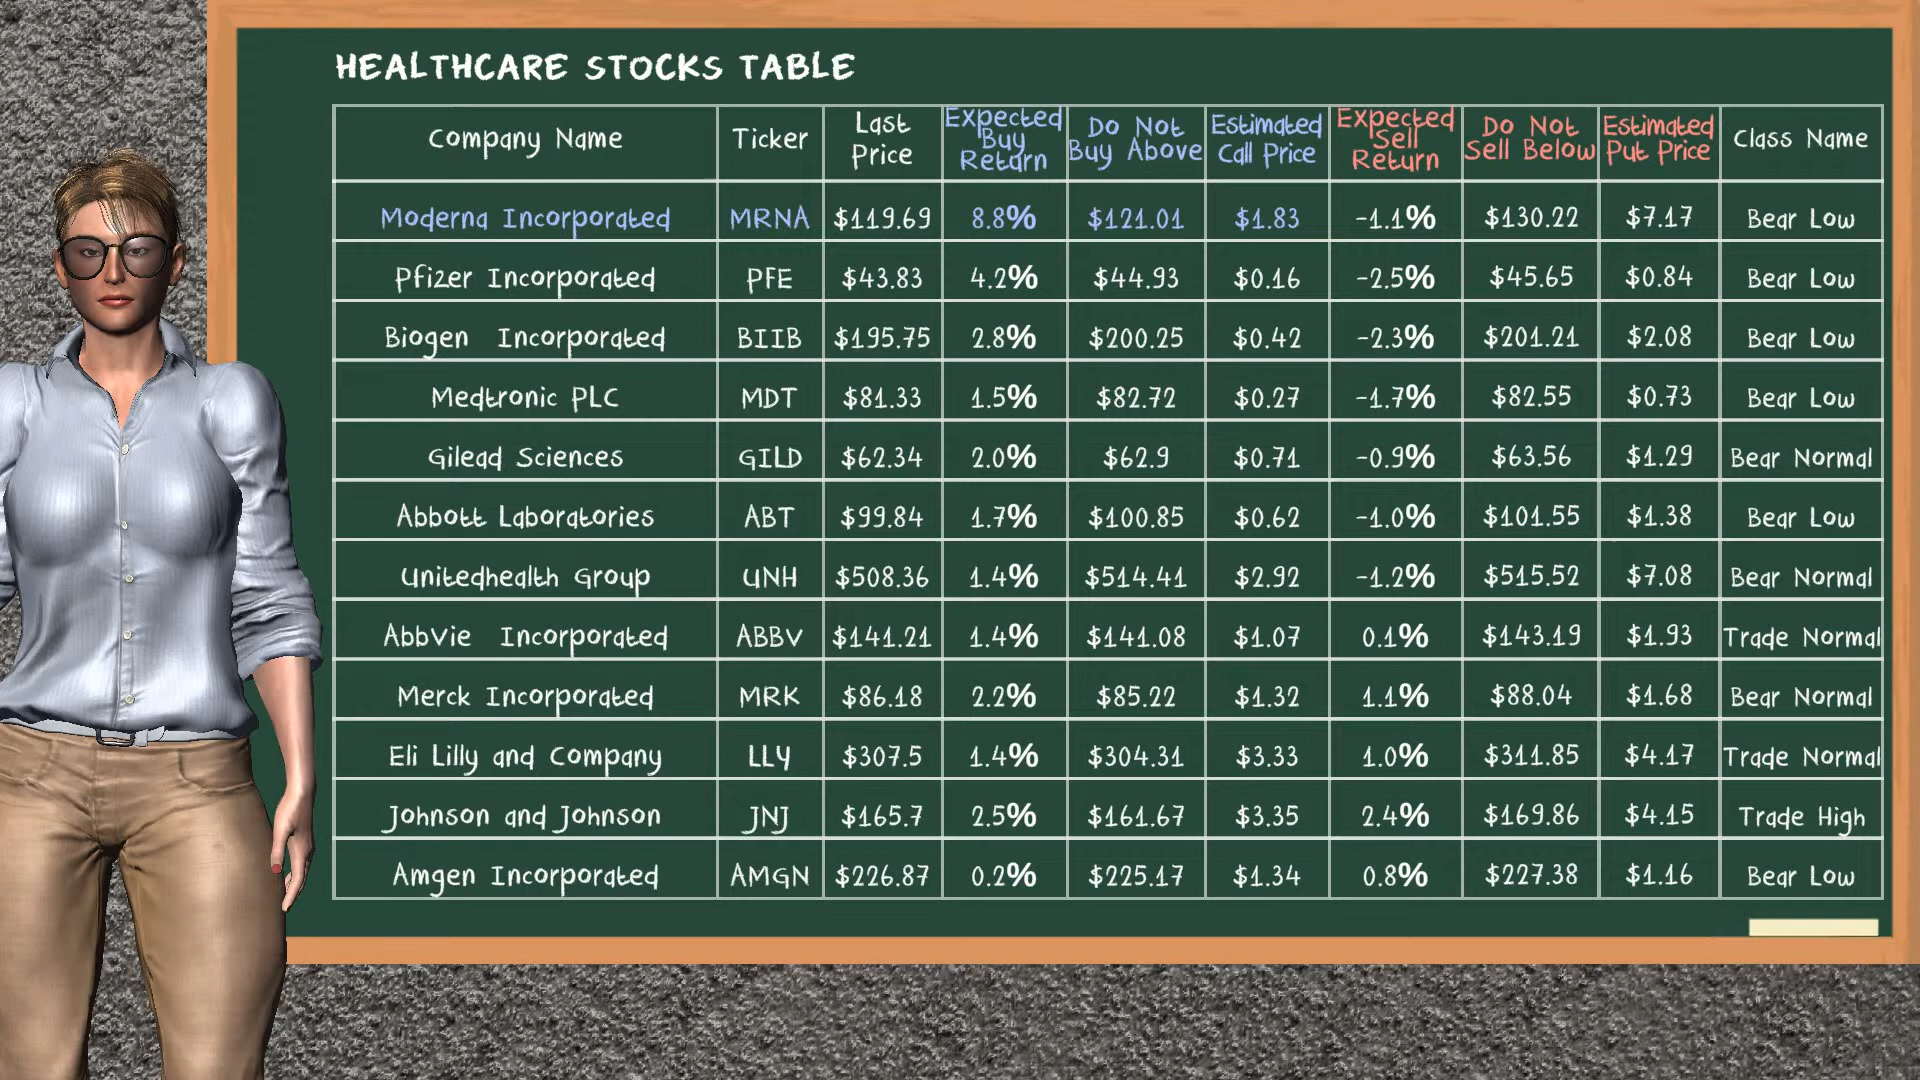 HEALTHCARE STOCKS TABLE
Company Name Ticker Last Price Expected Buy Return Do Not Buy Above Estimated Call Price Expected Sell Return Do Not Sell Below Estimated Put Price Class Name
Moderna Incorporated MRNA $119.69 8.8% $121.01 $1.83 -1.1% $130.22 $7.17 Bear Low
Pfizer Incorporated PFE $43.83 4.2% $44.93 $0.16 -2.5% $45.65 $0.84 Bear Low
Biogen Incorporated BIIB $195.75 2.8% $200.25 $0.42 -2.3% $201.21 $2.08 Bear Low
Medtronic PLC MDT $81.33 1.5% $82.72 $0.27 -1.7% $82.55 $0.73 Bear Low
Gilead Sciences GILD $62.34 2.0% $62.9 $0.71 -0.9% $63.56 $1.29 Bear Normal
Abbott Laboratories ABT $99.84 1.7% $100.85 $0.62 -1.0% $101.55 $1.38 Bear Low
Unitedhealth Group UNH $508.36 1.4% $514.41 $2.92 -1.2% $515.52 $7.08 Bear Normal
AbbVie Incorporated ABBV $141.21 1.4% $141.08 $1.07 0.1% $143.19 $1.93 Trade Normal
Merck Incorporated MRK $86.18 2.2% $85.22 $1.32 1.1% $88.04 $1.68 Bear Normal
Eli Lilly and Company LLY $307.5 1.4% $304.31 $3.33 1.0% $311.85 $4.17 Trade Normal
Johnson and Johnson JNJ $165.7 2.5% $161.67 $3.35 2.4% $169.86 $4.15 Trade High
Amgen Incorporated AMGN $226.87 0.2% $225.17 $1.34 0.8% $227.38 $1.16 Bear Low